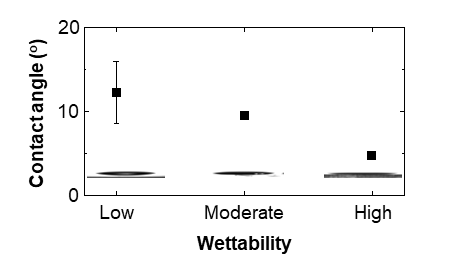 20
10
0
Contact angle (°)
Low Moderate High
Wettability